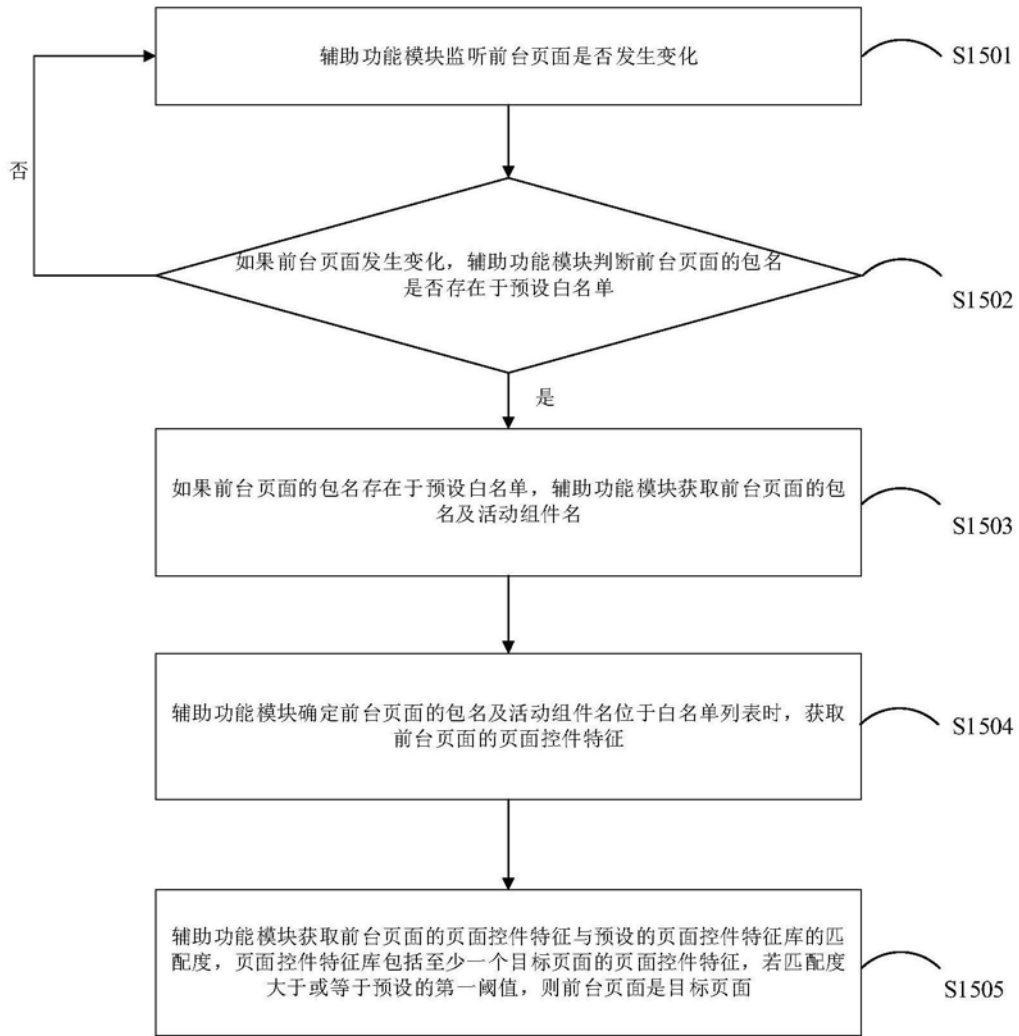 辅助功能模块监听前台页面是否发生变化
S1501
否
如果前台页面发生变化，辅助功能模块判断前台页面的包名
是否存在于预设白名单
S1502
是
如果前台页面的包名存在于预设白名单，辅助功能模块获取前台页面的包
名及活动组件名
S1503
辅助功能模块确定前台页面的包名及活动组件名位于白名单列表时，获取
前台页面的页面控件特征
S1504
辅助功能模块获取前台页面的页面控件特征与预设的页面控件特征库的匹
配度，页面控件特征库包括至少一个目标页面的页面控件特征，若匹配度
大于或等于预设的第一阈值，则前台页面是目标页面
S1505